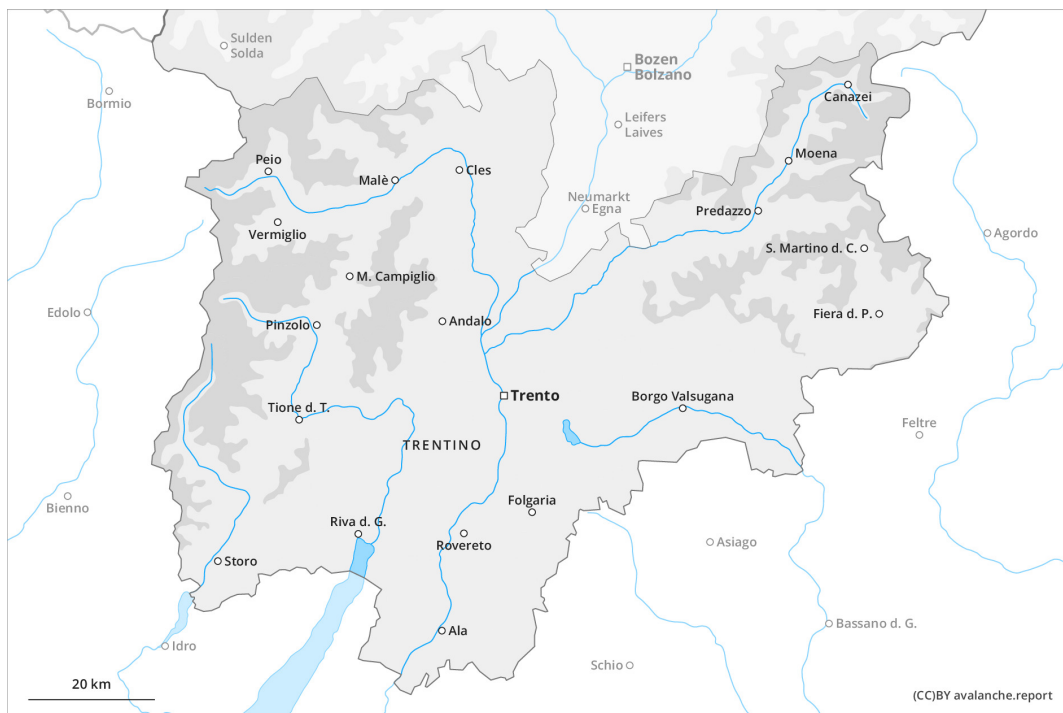 Sulden
Solda
Bozen
Bolzano
Bormio
Canazei
Leifers
Laives
Peio
Malè
Cles
Moena
Neumarkt
Egna
Predazzo
Vermiglio
Agordo
S. Martino d. C.
M. Campiglio
Edolo
Pinzolo
Andalo
Fiera d. P.
Trento
Borgo Valsugana
Tione d. T.
Feltre
TRENTINO
Bienno
Folgaria
Riva d. G.
Rovereto
Asiago
Storo
Bassano d. G.
Ala
Idro
Schio
20 km
(CC)BY avalanche.report